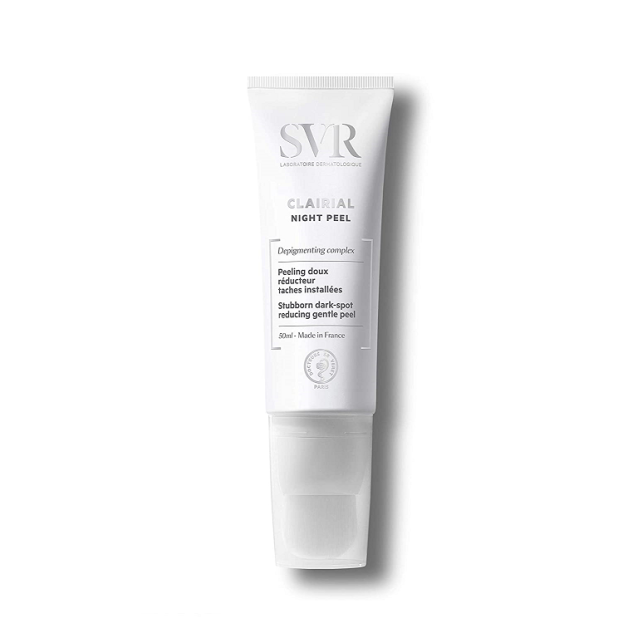 SVR
LABORATOIRE DERMATOLOGIQUE
CLAIRIAL
NIGHT PEEL
Depigmenting complex
Peeling doux
réducteur
taches installées
Stubborn dark-spot
reducing gentle peel
50ml - Made in France
PARIS